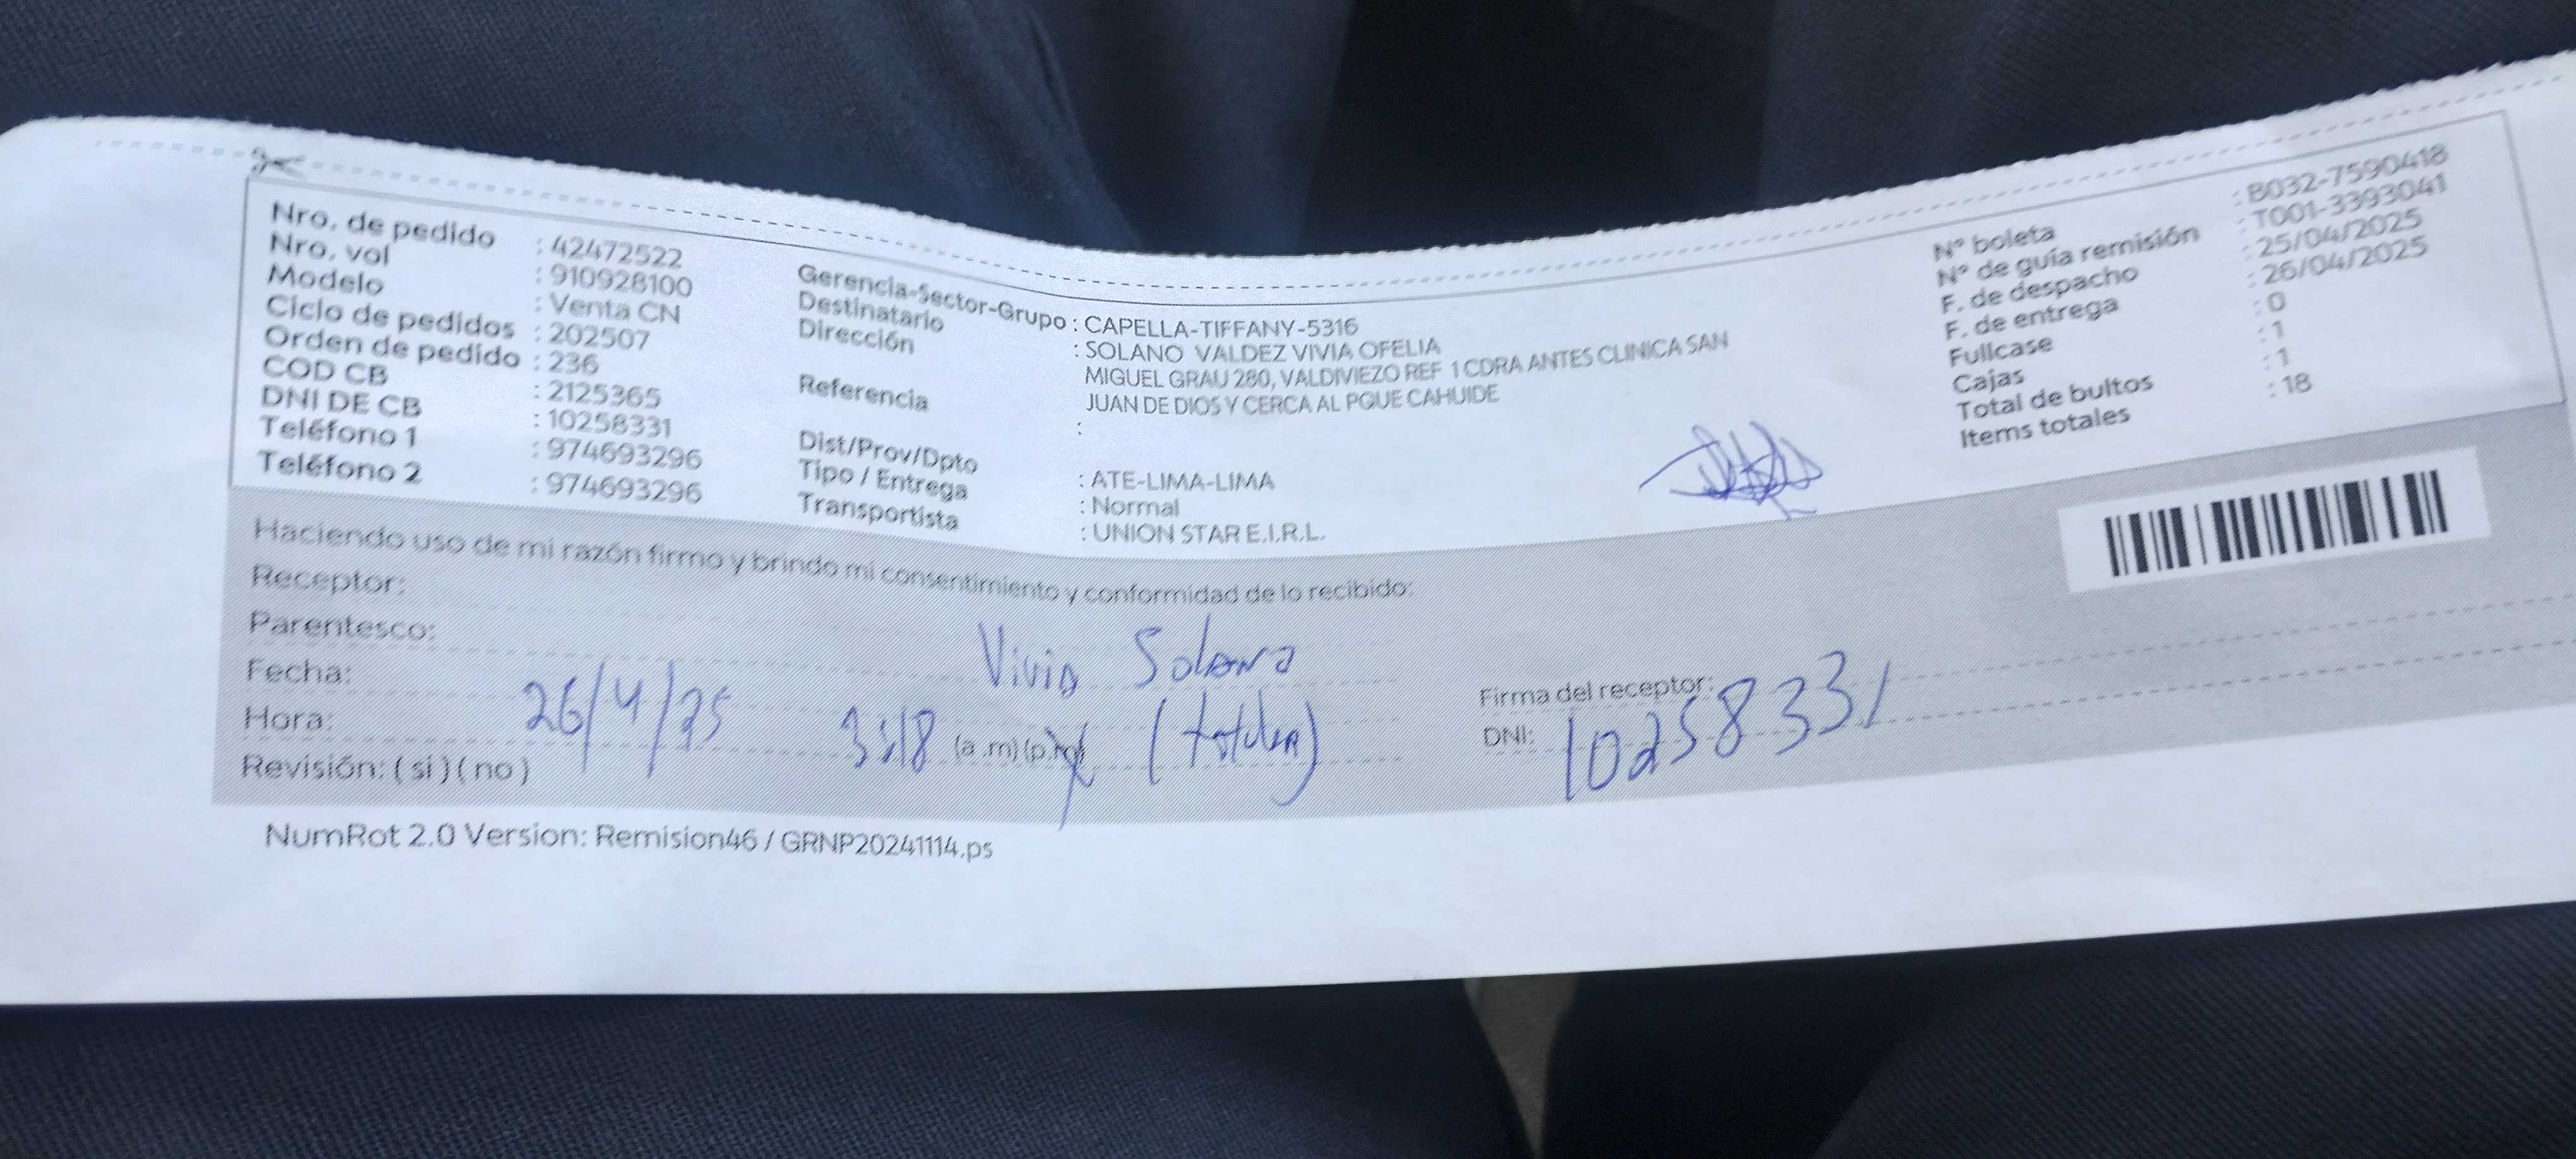 Nro. de pedido : 42472522
Nro. vol : 910928100
Modelo : Venta CN
Ciclo de pedidos : 202507
Orden de pedido : 236
COD CB : 2125365
DNI DE CB : 10258331
Teléfono 1 : 974693296
Teléfono 2 : 974693296
Gerencia-Sector-Grupo : CAPELLA-TIFFANY-5316
Destinatario : SOLANO VALDEZ VIVIA OFELIA
Dirección MIGUEL GRAU 280, VALDIVIEZO REF 1 CDRA ANTES CLINICA SAN
JUAN DE DIOS Y CERCA AL PQUE CAHUIDE
Referencia :
Dist/Prov/Dpto : ATE-LIMA-LIMA
Tipo / Entrega : Normal
Transportista : UNION STAR E.I.R.L.
N° boleta : B032-7590418
N° de guía remisión : T001-3393041
F. de despacho : 25/04/2025
F. de entrega : 26/04/2025
Fullcase : 0
Cajas : 1
Total de bultos : 1
Items totales : 18
Haciendo uso de mi razón firmo y brindo mi consentimiento y conformidad de lo recibido:
Receptor: Vivia Solano
Parentesco: (titular)
Fecha: 26/4/25
Hora: 3:18 (a.m)(p.m)
Revisión: ( si ) ( no )
Firma del receptor:
DNI: 10258331
NumRot 2.0 Version: Remision46 / GRNP20241114.ps